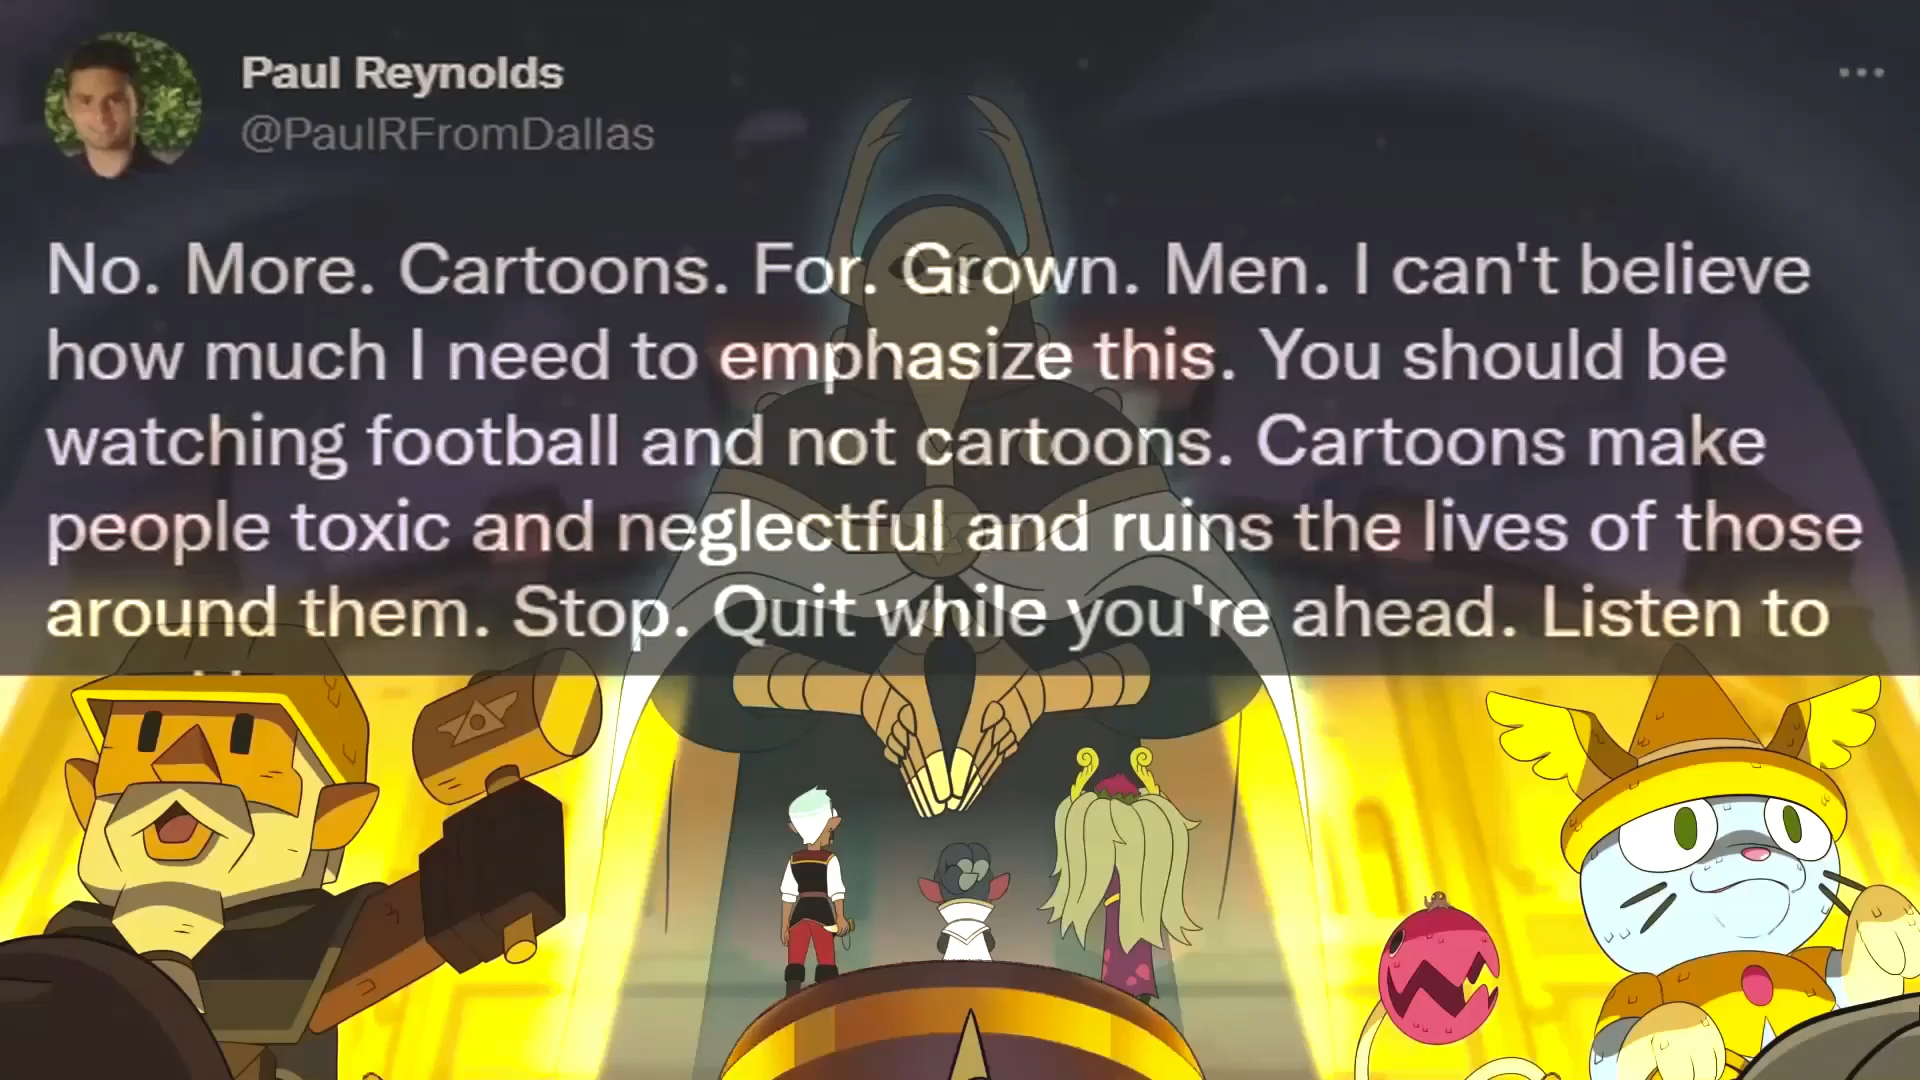 Paul Reynolds
@PaulRFromDallas
No. More. Cartoons. For. Grown. Men. I can't believe
how much I need to emphasize this. You should be
watching football and not cartoons. Cartoons make
people toxic and neglectful and ruins the lives of those
around them. Stop. Quit while you're ahead. Listen to